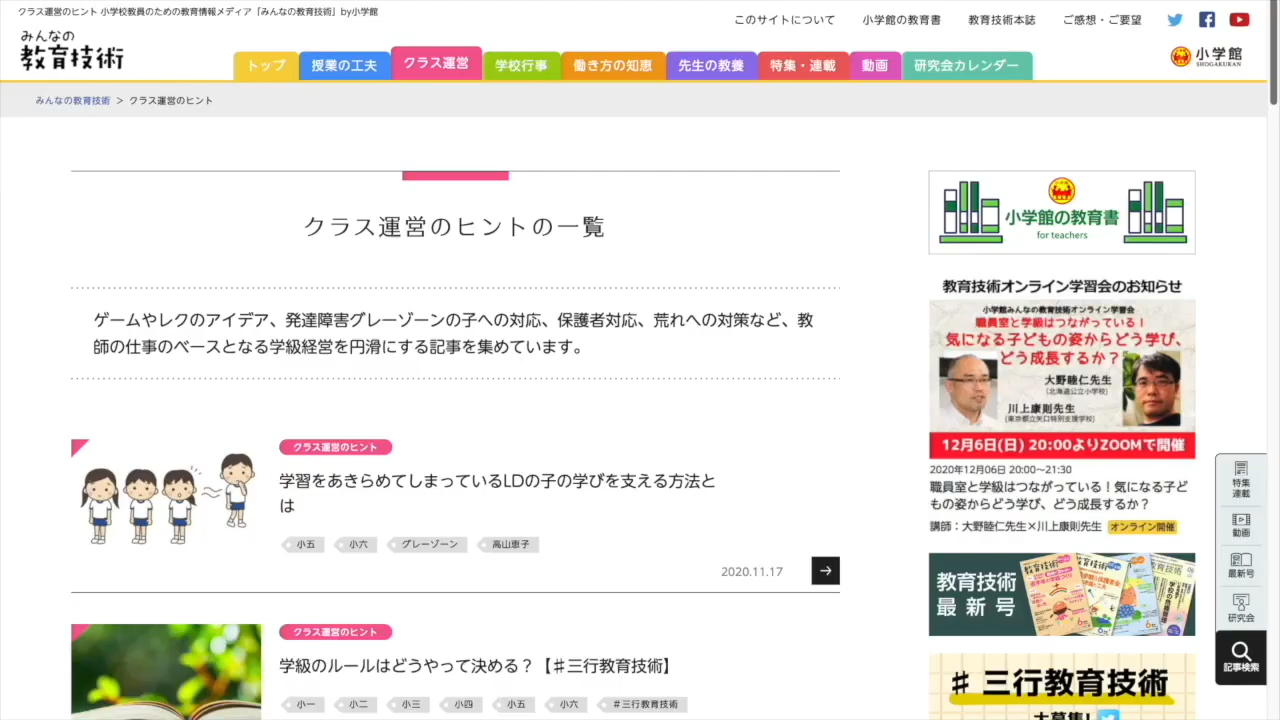 クラス運営のヒント 小学校教員のための教育情報メディア「みんなの教育技術」by小学館
このサイトについて 小学館の教育書 教育技術本誌 ご感想・ご要望
みんなの
教育技術
トップ 授業の工夫 クラス運営 学校行事 働き方の知恵 先生の教養 特集・連載 動画 研究会カレンダー
小学館
SHOGAKUKAN
みんなの教育技術 > クラス運営のヒント
クラス運営のヒントの一覧
ゲームやレクのアイデア、発達障害グレーゾーンの子への対応、保護者対応、荒れへの対策など、教
師の仕事のベースとなる学級経営を円滑にする記事を集めています。
クラス運営のヒント
学習をあきらめてしまっているLDの子の学びを支える方法と
は
小五 小六 グレーゾーン 高山恵子
2020.11.17
クラス運営のヒント
学級のルールはどうやって決める？【♯三行教育技術】
小一 小二 小三 小四 小五 小六 ♯三行教育技術
小学館の教育書
for teachers
教育技術オンライン学習会のお知らせ
小学館みんなの教育技術オンライン学習会
職員室と学級はつながっている！
気になる子どもの姿からどう学び、
どう成長するか？
大野睦仁先生
(北海道公立小学校)
川上康則先生
(東京都立矢口特別支援学校)
12月6日(日) 20:00よりZOOMで開催
2020年12月06日 20:00〜21:30
職員室と学級はつながっている！気になる子ど
もの姿からどう学び、どう成長するか？
講師：大野睦仁先生×川上康則先生 オンライン開催
教育技術
最新号
♯三行教育技術
大募集!
特集
連載
動画
最新号
研究会
記事検索